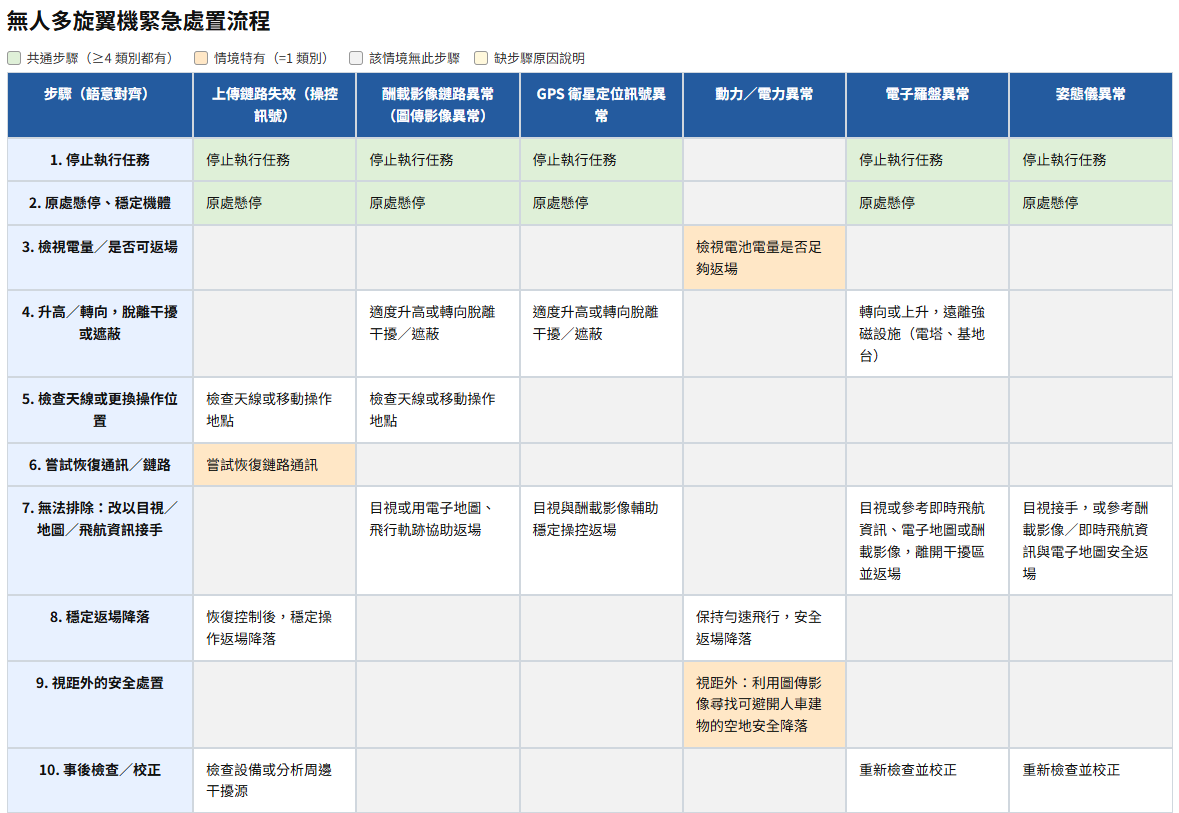 無人多旋翼機緊急處置流程
共通步驟（≥4 類別都有） 情境特有（=1 類別） 該情境無此步驟 缺步驟原因說明
步驟（語意對齊）
上傳鏈路失效（操控
訊號）
酬載影像鏈路異常
（圖傳影像異常）
GPS 衛星定位訊號異
常
動力／電力異常
電子羅盤異常
姿態儀異常
1. 停止執行任務
停止執行任務
停止執行任務
停止執行任務
停止執行任務
停止執行任務
2. 原處懸停、穩定機體
原處懸停
原處懸停
原處懸停
原處懸停
原處懸停
3. 檢視電量／是否可返場
檢視電池電量是否足
夠返場
4. 升高／轉向，脫離干擾
或遮蔽
適度升高或轉向脫離
干擾／遮蔽
適度升高或轉向脫離
干擾／遮蔽
轉向或上升，遠離強
磁設施（電塔、基地
台）
5. 檢查天線或更換操作位
置
檢查天線或移動操作
地點
檢查天線或移動操作
地點
6. 嘗試恢復通訊／鏈路
嘗試恢復鏈路通訊
7. 無法排除：改以目視／
地圖／飛航資訊接手
目視或用電子地圖、
飛行軌跡協助返場
目視與酬載影像輔助
穩定操控返場
目視或參考即時飛航
資訊、電子地圖或酬
載影像，離開干擾區
並返場
目視接手，或參考酬
載影像／即時飛航資
訊與電子地圖安全返
場
8. 穩定返場降落
恢復控制後，穩定操
作返場降落
保持勻速飛行，安全
返場降落
9. 視距外的安全處置
視距外：利用圖傳影
像尋找可避開人車建
物的空地安全降落
10. 事後檢查／校正
檢查設備或分析周邊
干擾源
重新檢查並校正
重新檢查並校正